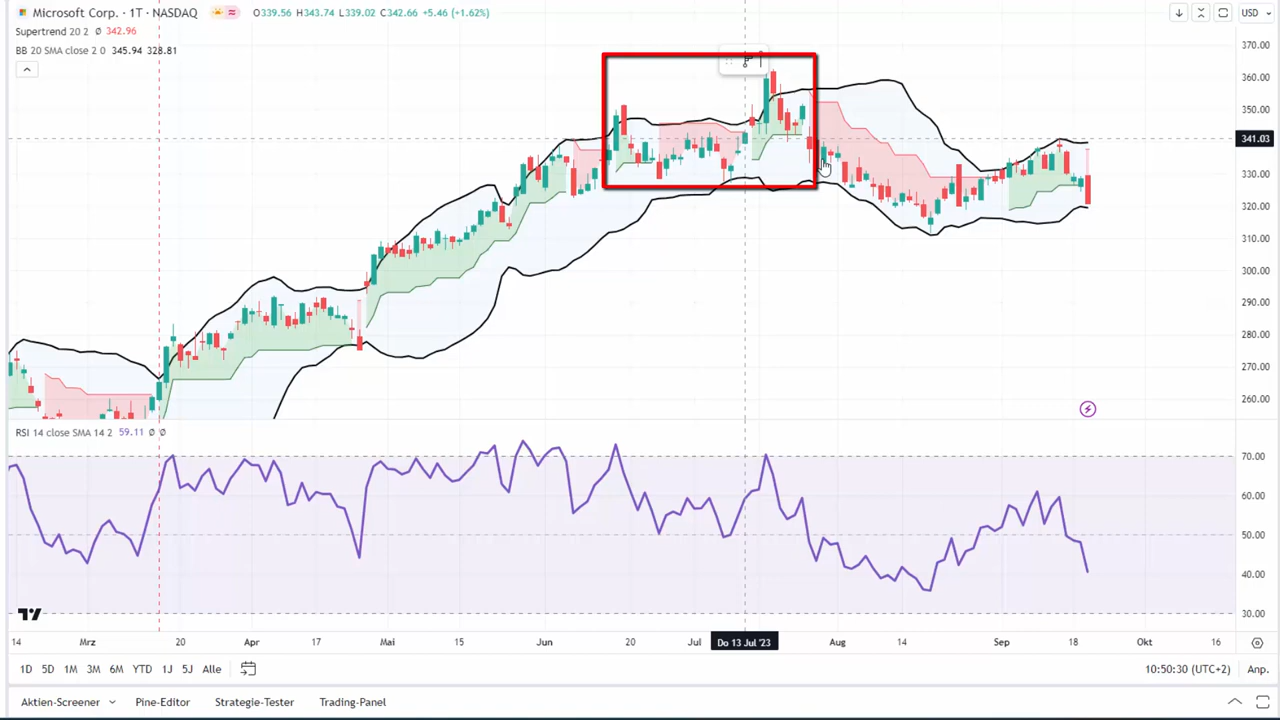 Microsoft Corp. · 1T · NASDAQ O339.56 H343.74 L339.02 C342.66 +5.46 (+1.62%) USD
Supertrend 20 2 Ø 342.96
BB 20 SMA close 2 0 345.94 328.81
370.00
360.00
350.00
341.03
330.00
320.00
310.00
300.00
290.00
280.00
270.00
260.00
RSI 14 close SMA 14 2 59.11 Ø Ø
70.00
60.00
50.00
40.00
30.00
14 Mrz 20 Apr 17 Mai 15 Jun 20 Jul Do 13 Jul '23 Aug 14 Sep 18 Okt 16
1D 5D 1M 3M 6M YTD 1J 5J Alle 10:50:30 (UTC+2) Anp.
Aktien-Screener Pine-Editor Strategie-Tester Trading-Panel